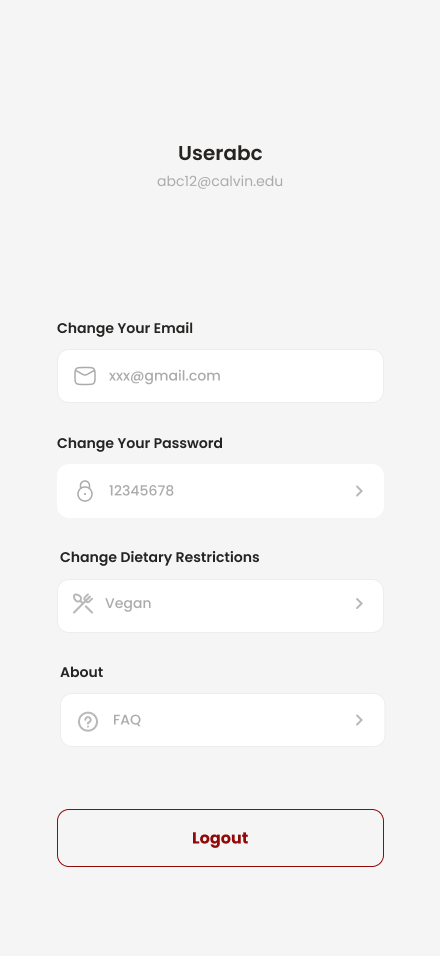 Userabc
abc12@calvin.edu
Change Your Email
xxx@gmail.com
Change Your Password
12345678
Change Dietary Restrictions
Vegan
About
FAQ
Logout